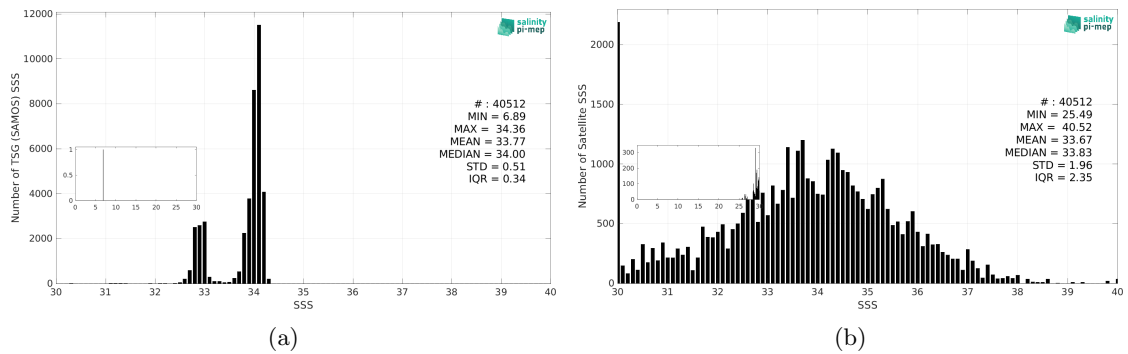 salinity
pi-mep
12000
10000
8000
6000
4000
2000
0
Number of TSG (SAMOS) SSS
# : 40512
MIN = 6.89
MAX = 34.36
MEAN = 33.77
MEDIAN = 34.00
STD = 0.51
IQR = 0.34
1
0.5
0
0 5 10 15 20 25 30
30 31 32 33 34 35 36 37 38 39 40
SSS
(a)
salinity
pi-mep
2000
1500
1000
500
0
Number of Satellite SSS
# : 40512
MIN = 25.49
MAX = 40.52
MEAN = 33.67
MEDIAN = 33.83
STD = 1.96
IQR = 2.35
300
200
100
0
0 5 10 15 20 25 30
30 31 32 33 34 35 36 37 38 39 40
SSS
(b)